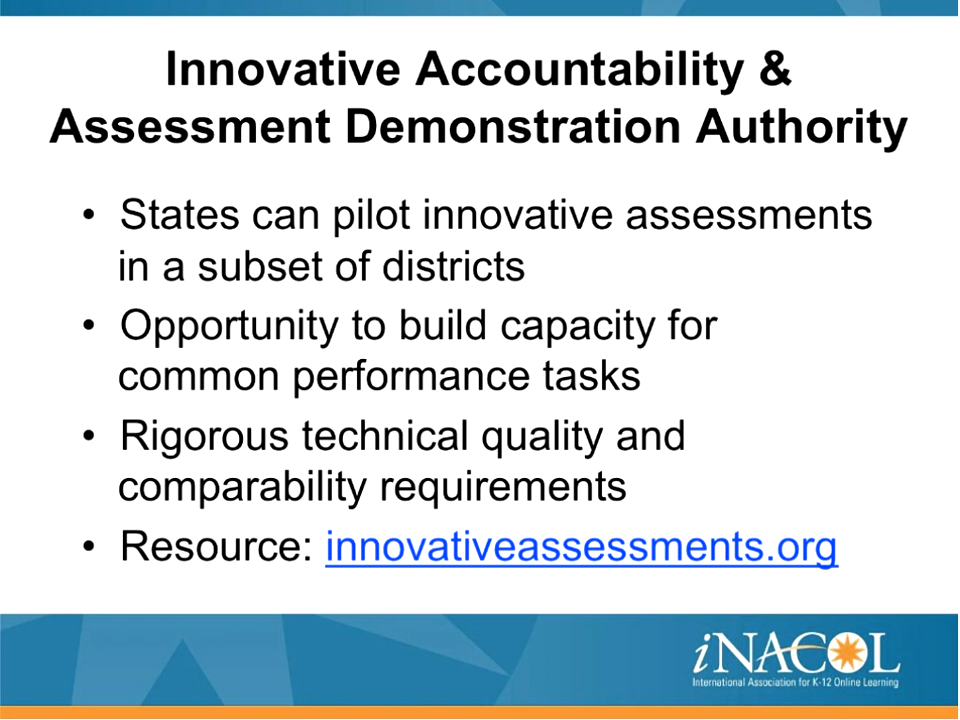 Innovative Accountability &
Assessment Demonstration Authority
• States can pilot innovative assessments
in a subset of districts
• Opportunity to build capacity for
common performance tasks
• Rigorous technical quality and
comparability requirements
• Resource: innovativeassessments.org
iNACOL
International Association for K-12 Online Learning